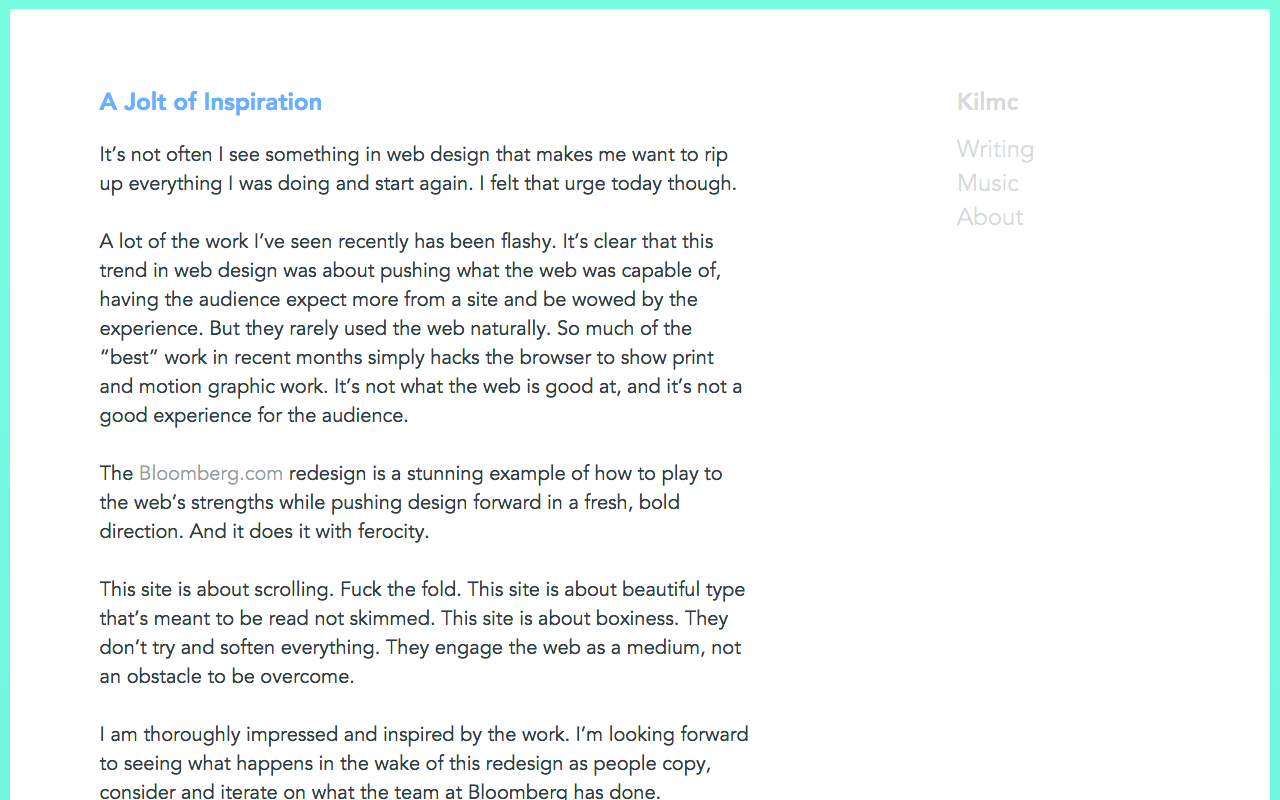 A Jolt of Inspiration
It’s not often I see something in web design that makes me want to rip
up everything I was doing and start again. I felt that urge today though.
A lot of the work I’ve seen recently has been flashy. It’s clear that this
trend in web design was about pushing what the web was capable of,
having the audience expect more from a site and be wowed by the
experience. But they rarely used the web naturally. So much of the
“best” work in recent months simply hacks the browser to show print
and motion graphic work. It’s not what the web is good at, and it’s not a
good experience for the audience.
The Bloomberg.com redesign is a stunning example of how to play to
the web’s strengths while pushing design forward in a fresh, bold
direction. And it does it with ferocity.
This site is about scrolling. Fuck the fold. This site is about beautiful type
that’s meant to be read not skimmed. This site is about boxiness. They
don’t try and soften everything. They engage the web as a medium, not
an obstacle to be overcome.
I am thoroughly impressed and inspired by the work. I’m looking forward
to seeing what happens in the wake of this redesign as people copy,
consider and iterate on what the team at Bloomberg has done.
Kilmc
Writing
Music
About